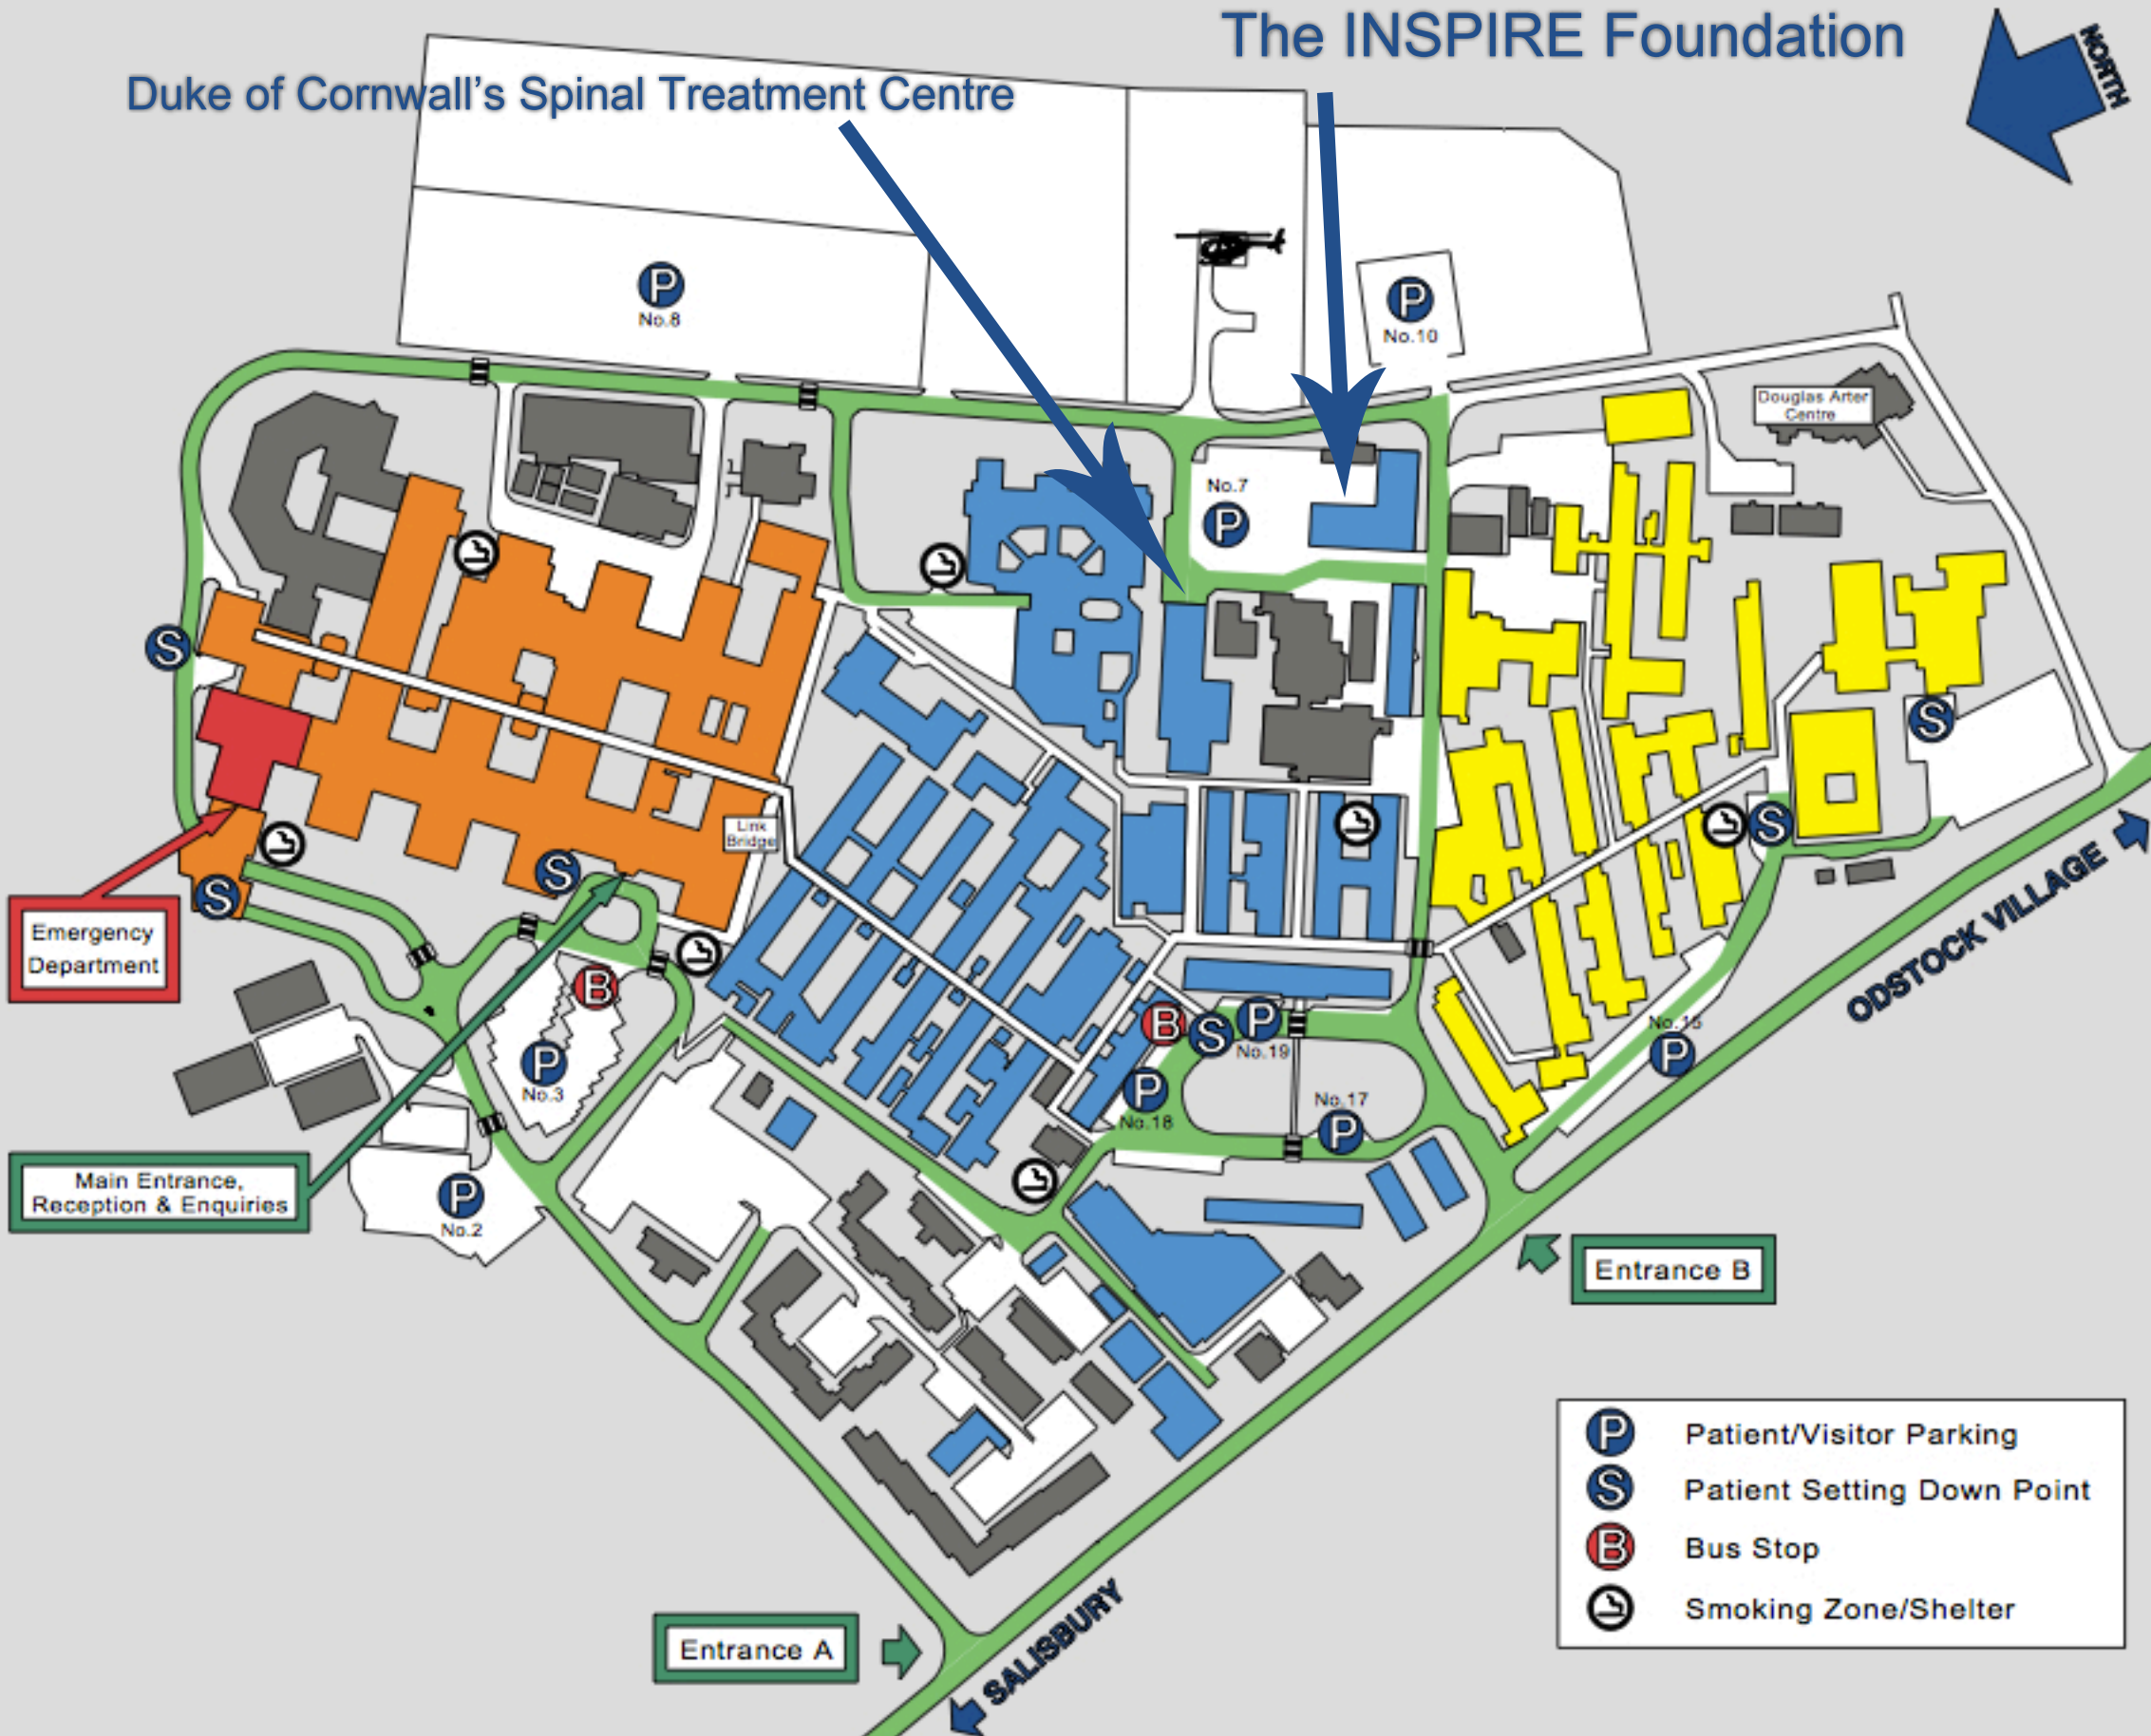 The INSPIRE Foundation
NORTH
Duke of Cornwall's Spinal Treatment Centre
P
No.8
P
No.10
Douglas Arter
Centre
No.7
P
S
S
Link
Bridge
S
S
S
Emergency
Department
B
P
No.3
B
S
P
No.19
P
No.18
No.17
P
No.15
P
ODSTOCK VILLAGE
Main Entrance,
Reception & Enquiries
P
No.2
Entrance B
P Patient/Visitor Parking
S Patient Setting Down Point
B Bus Stop
Smoking Zone/Shelter
Entrance A
SALISBURY